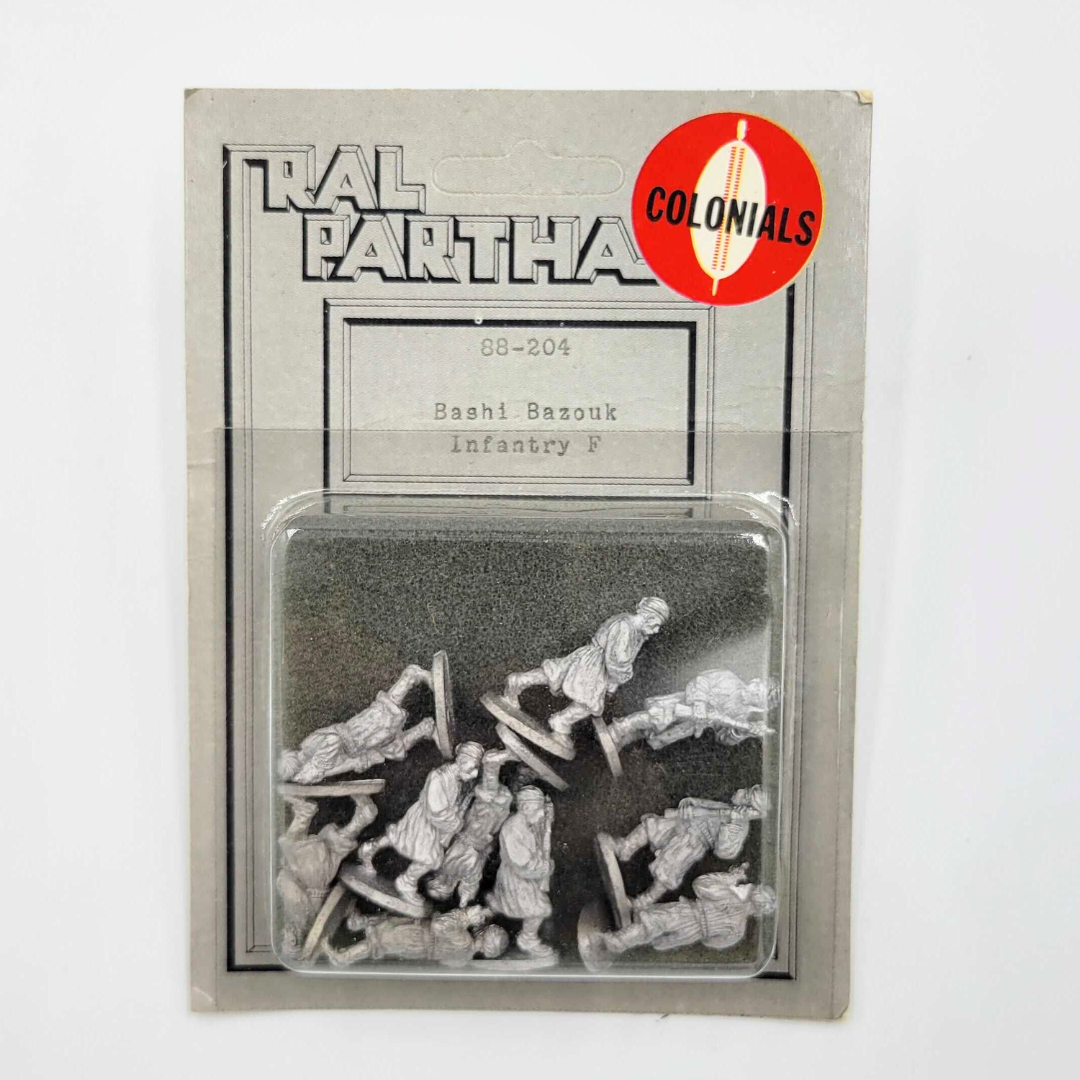 RAL
PARTHA
COLONIALS
88-204
Bashi Bazouk
Infantry F